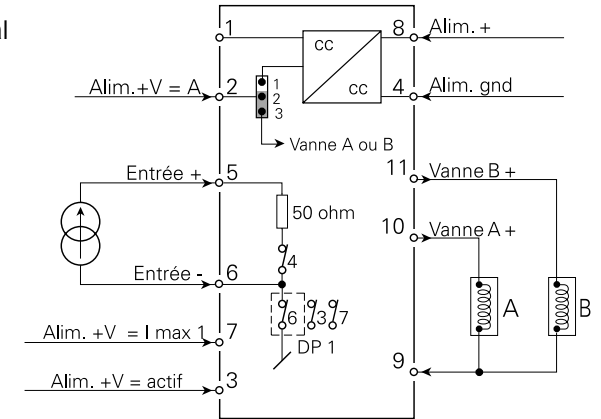 al
1
8
Alim. +
cc
cc
Alim.+V = A
2
1
2
3
4
Alim. gnd
Vanne A ou B
Entrée +
5
11
Vanne B +
50 ohm
10
Vanne A +
4
Entrée -
6
6
3
7
A
B
DP 1
Alim. +V = I max 1
7
9
Alim. +V = actif
3